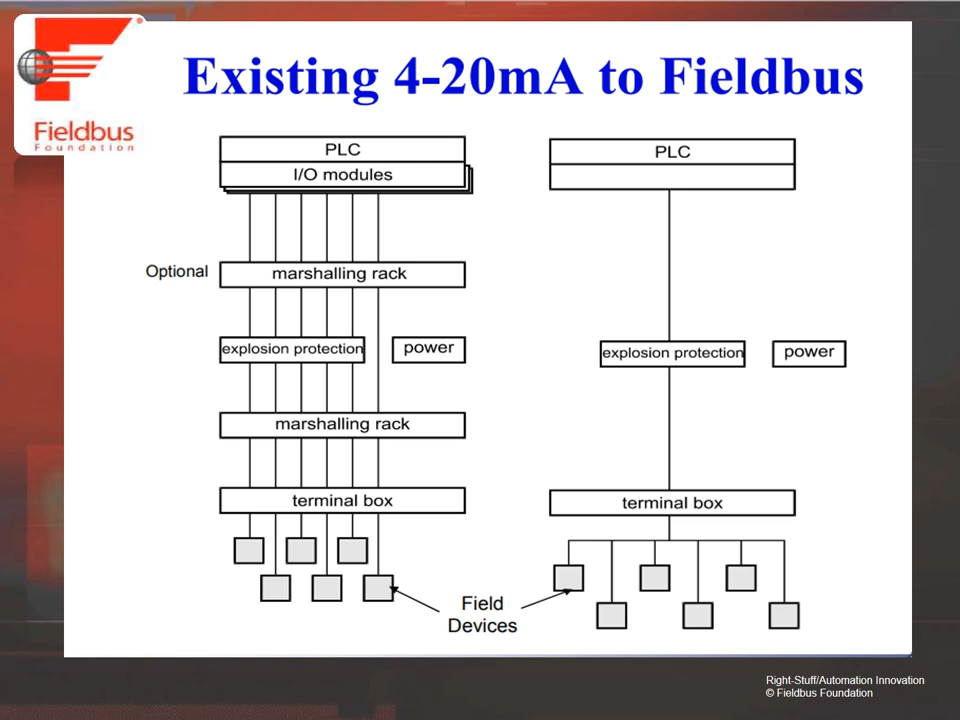 Fieldbus
Foundation
Existing 4-20mA to Fieldbus
PLC
I/O modules
Optional
marshalling rack
explosion protection
power
marshalling rack
terminal box
PLC
explosion protection
power
terminal box
Field
Devices
Right-Stuff/Automation Innovation
© Fieldbus Foundation